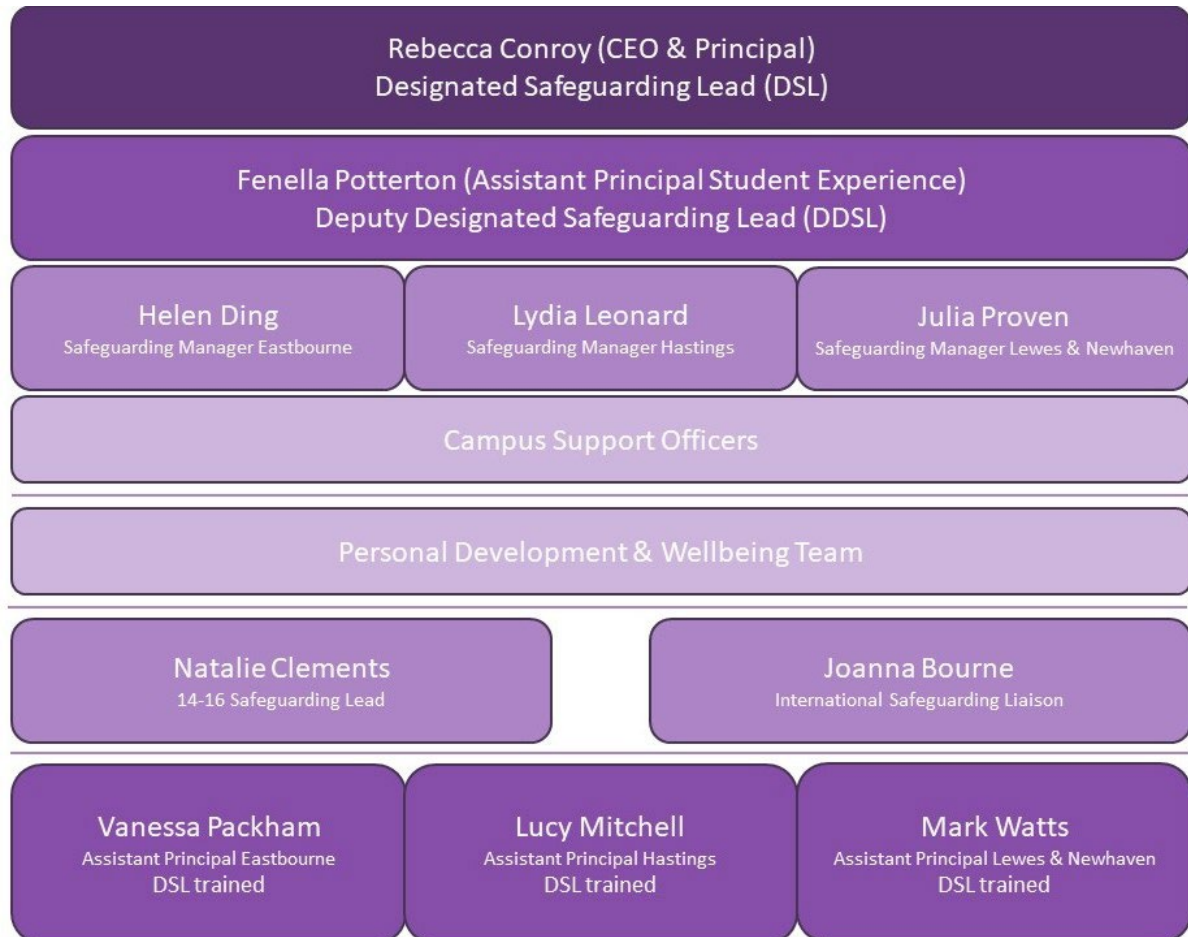 Rebecca Conroy (CEO & Principal)
Designated Safeguarding Lead (DSL)
Fenella Potterton (Assistant Principal Student Experience)
Deputy Designated Safeguarding Lead (DDSL)
Helen Ding
Safeguarding Manager Eastbourne
Lydia Leonard
Safeguarding Manager Hastings
Julia Proven
Safeguarding Manager Lewes & Newhaven
Campus Support Officers
Personal Development & Wellbeing Team
Natalie Clements
14-16 Safeguarding Lead
Joanna Bourne
International Safeguarding Liaison
Vanessa Packham
Assistant Principal Eastbourne
DSL trained
Lucy Mitchell
Assistant Principal Hastings
DSL trained
Mark Watts
Assistant Principal Lewes & Newhaven
DSL trained